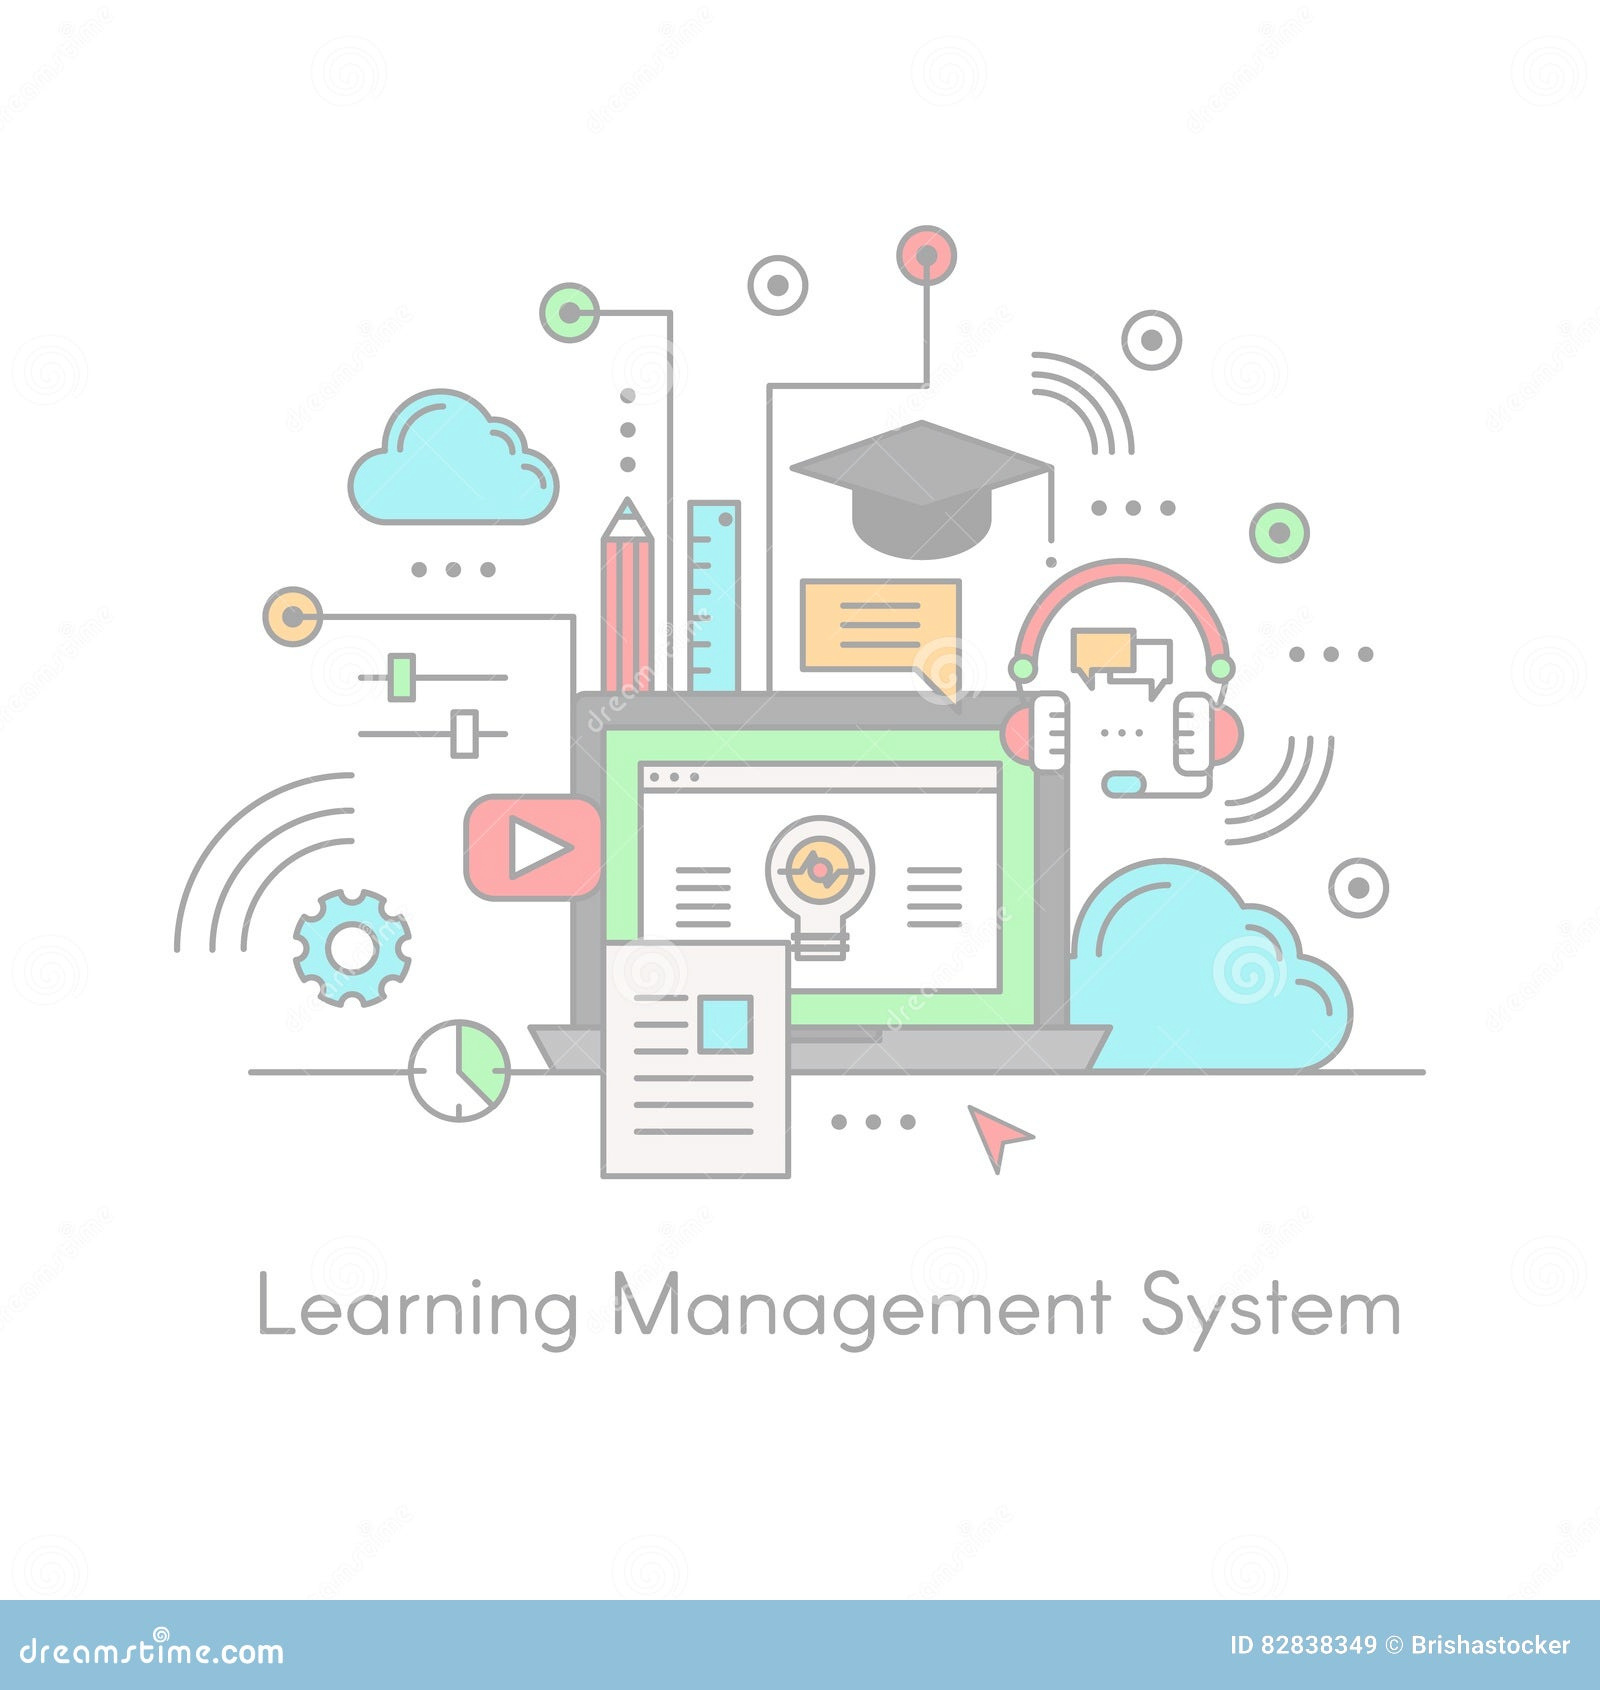 Learning Management System
dreamstime.com
ID 82838349 © Brishastocker